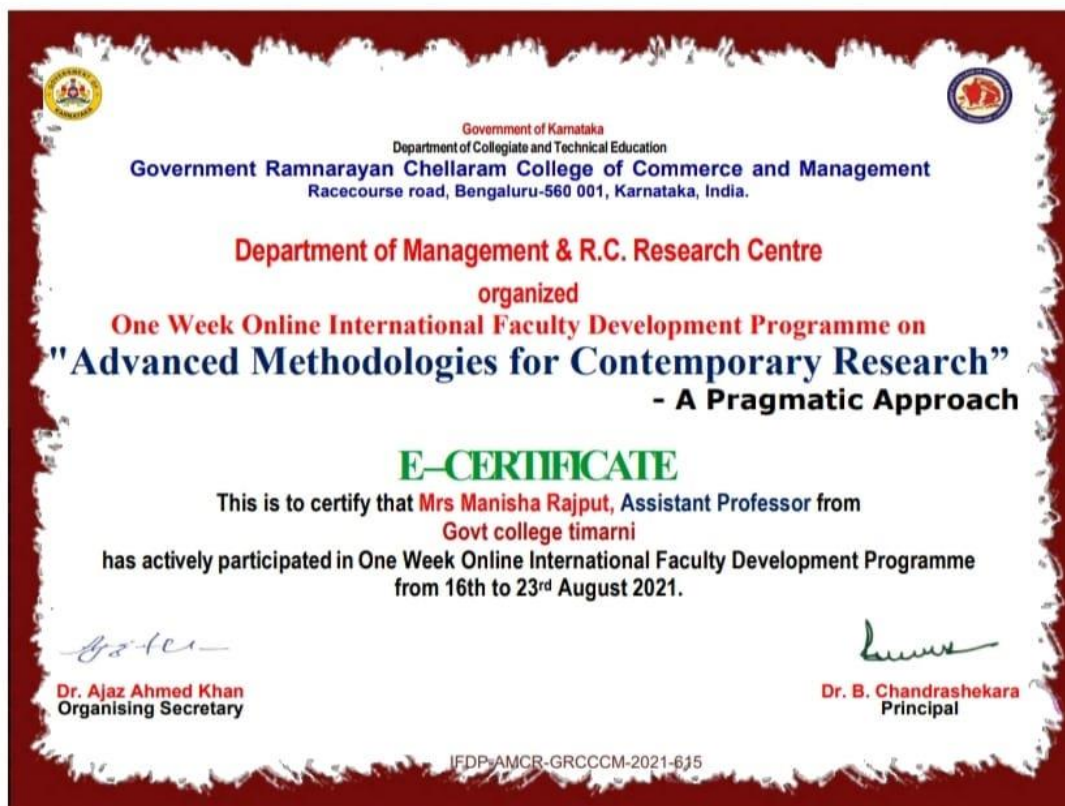 Government of Karnataka
Department of Collegiate and Technical Education
Government Ramnarayan Chellaram College of Commerce and Management
Racecourse road, Bengaluru-560 001, Karnataka, India.
Department of Management & R.C. Research Centre
organized
One Week Online International Faculty Development Programme on
"Advanced Methodologies for Contemporary Research”
- A Pragmatic Approach
E–CERTIFICATE
This is to certify that Mrs Manisha Rajput, Assistant Professor from
Govt college timarni
has actively participated in One Week Online International Faculty Development Programme
from 16th to 23rd August 2021.
Dr. Ajaz Ahmed Khan
Organising Secretary
Dr. B. Chandrashekara
Principal
IFDP-AMCR-GRCCCM-2021-615